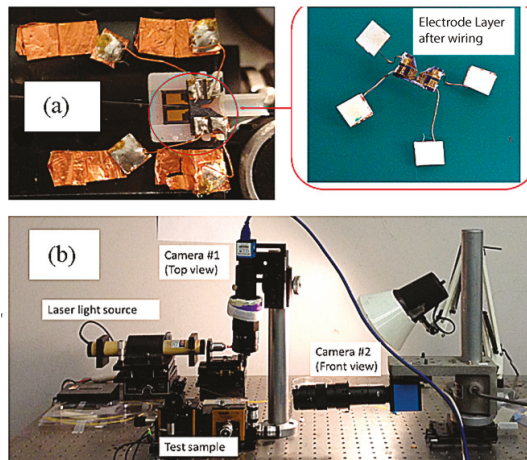 (a)
Electrode Layer
after wiring
(b)
Camera #1
(Top view)
Laser light source
Camera #2
(Front view)
Test sample